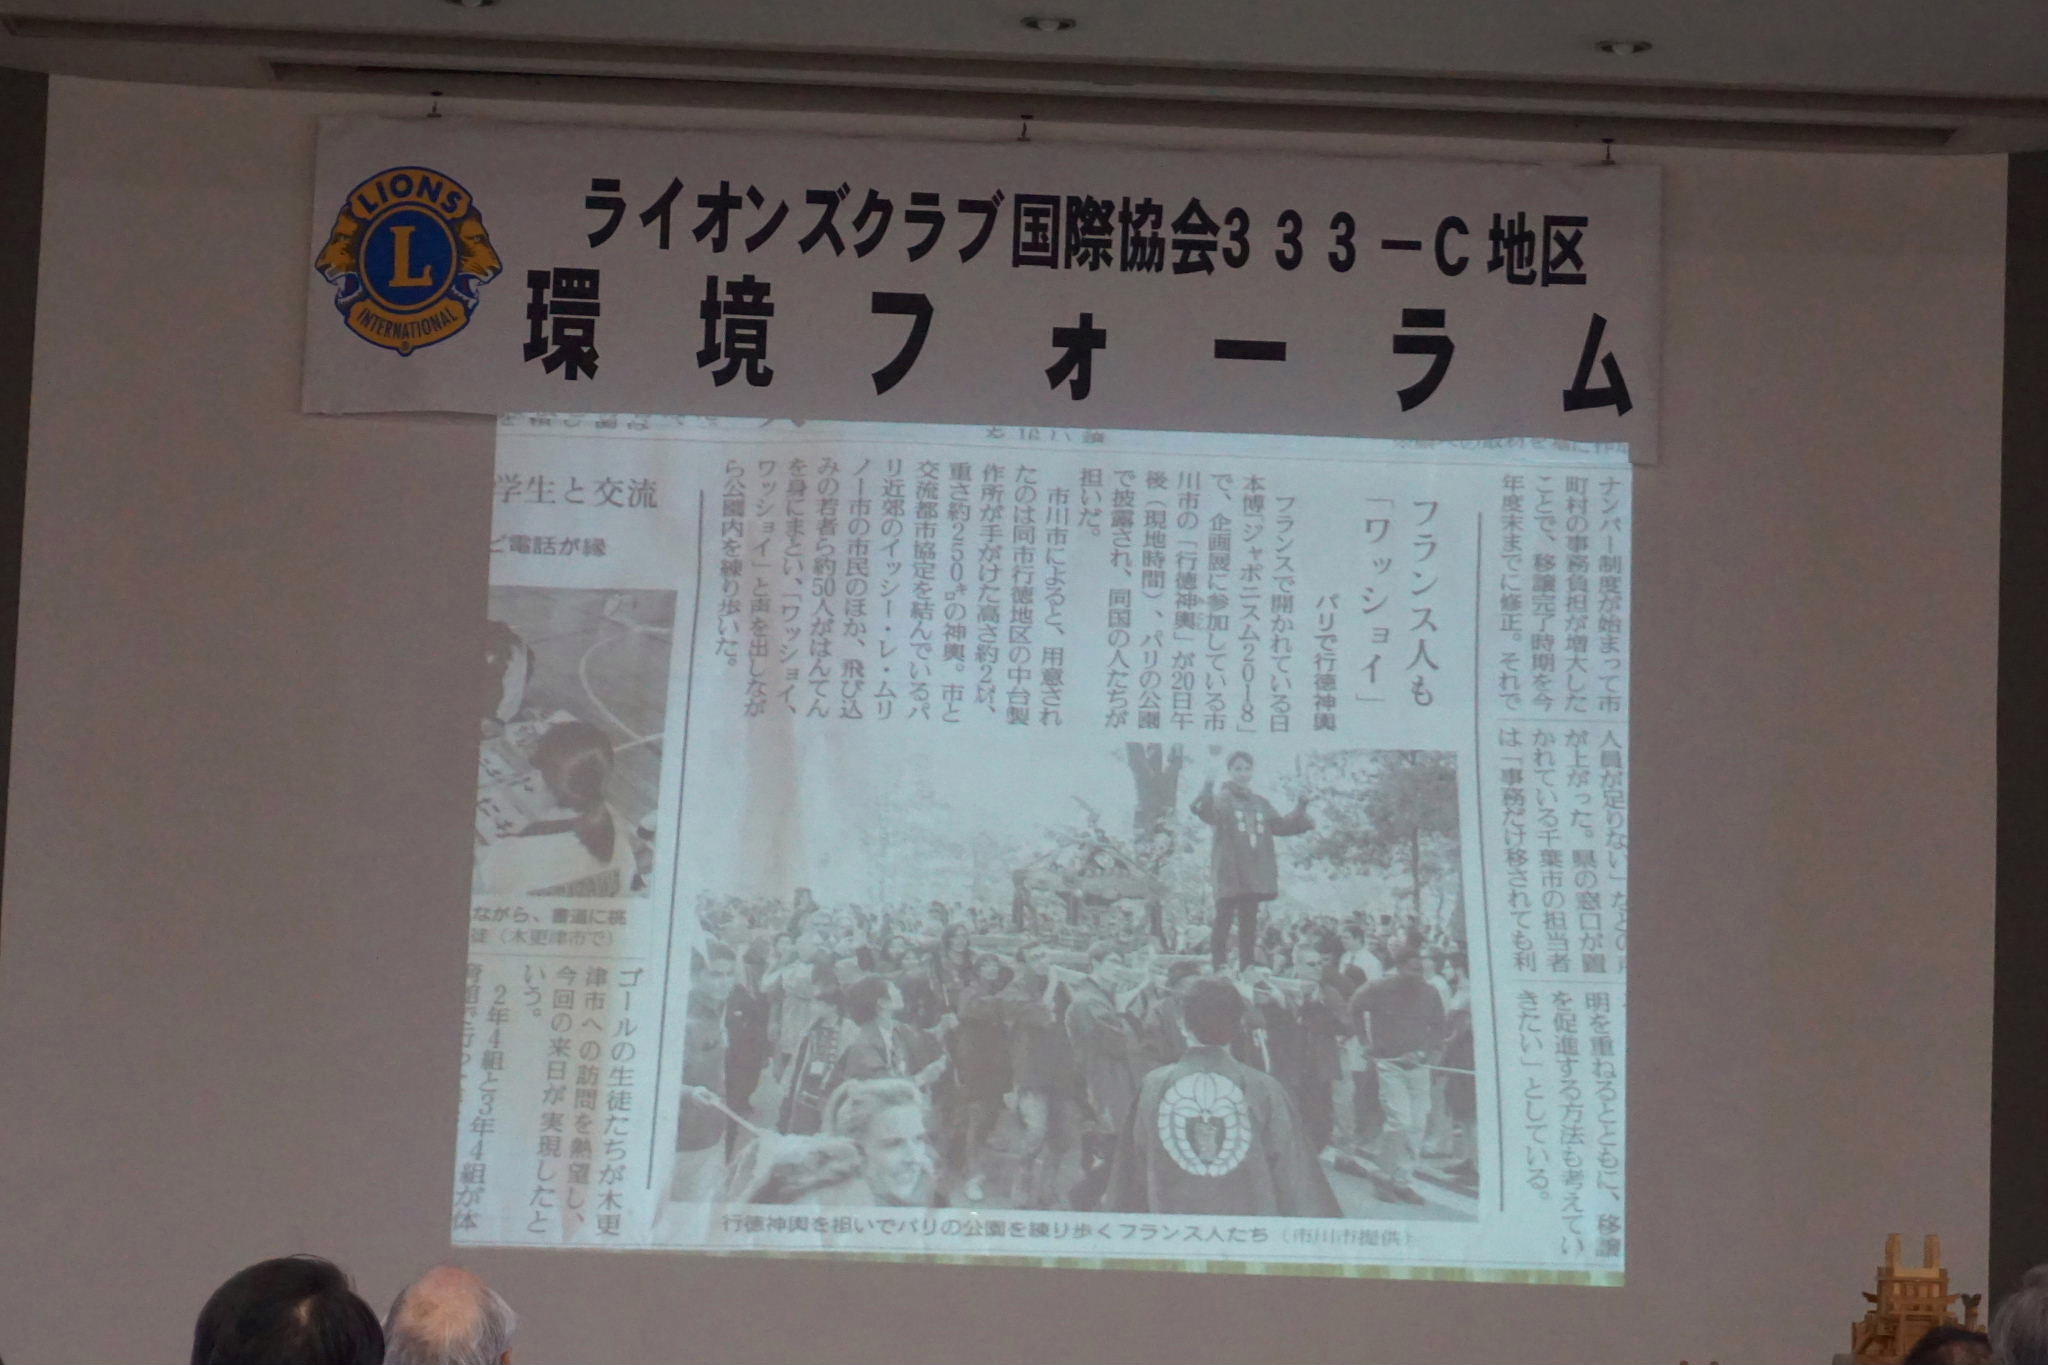 LIONS
L
INTERNATIONAL
ライオンズクラブ国際協会333-C地区
環境フォーラム
ナンバー制度が始まって市
町村の事務負担が増大した
ことで、移譲完了時期を今
年度末までに修正。それで
人員が足りない」など
が上がった。県の窓口が置
かれている千葉市の担当者
は「事務だけ移されても利
明を重ねるとともに、移譲
を促進する方法も考えてい
きたい」としている。
フランス人も
「ワッショイ」
パリで行徳神輿
フランスで開かれている日
本博「ジャポニスム2018」
で、企画展に参加している市
川市の「行徳神輿」が20日午
後(現地時間)、パリの公園
で披露され、同国の人たちが
担いだ。
市川市によると、用意され
たのは同市行徳地区の中台製
作所が手がけた高さ約2㍍、
重さ約250㌔の神輿。市と
交流都市協定を結んでいるパ
リ近郊のイッシー・レ・ムリ
ノー市の市民のほか、飛び込
みの若者ら約50人がはんてん
を身にまとい、「ワッショイ、
ワッショイ」と声を出しなが
ら公園内を練り歩いた。
行徳神輿を担いでパリの公園を練り歩くフランス人たち(市川市提供)
学生と交流
ご電話が縁
ながら、書道に挑
徒(木更津市で)
ゴールの生徒たちが木更
津市への訪問を熱望し、
今回の来日が実現したと
いう。
2年4組と3年4組が体